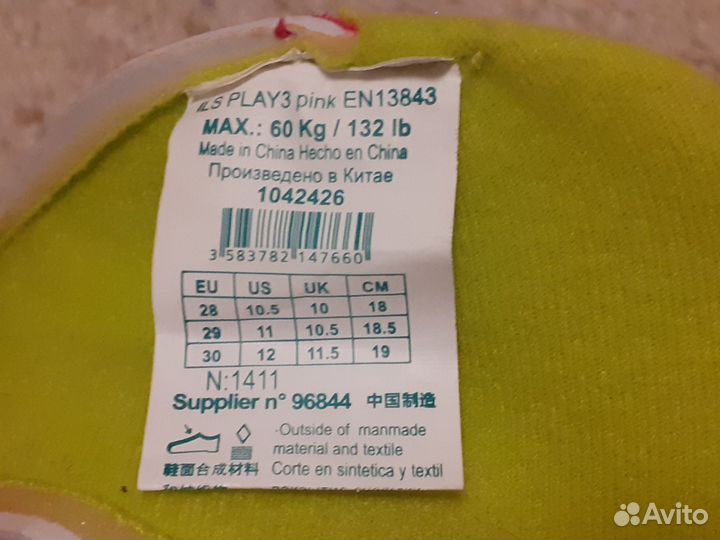 ILS PLAY3 pink EN13843
MAX.: 60 Kg / 132 lb
Made in China Hecho en China
Произведено в Китае
1042426
3 583782 147660
EU US UK CM
28 10.5 10 18
29 11 10.5 18.5
30 12 11.5 19
N:1411
Supplier n° 96844 中国制造
·Outside of manmade
material and textile
鞋面合成材料 Corte en sintetica y textil
Avito